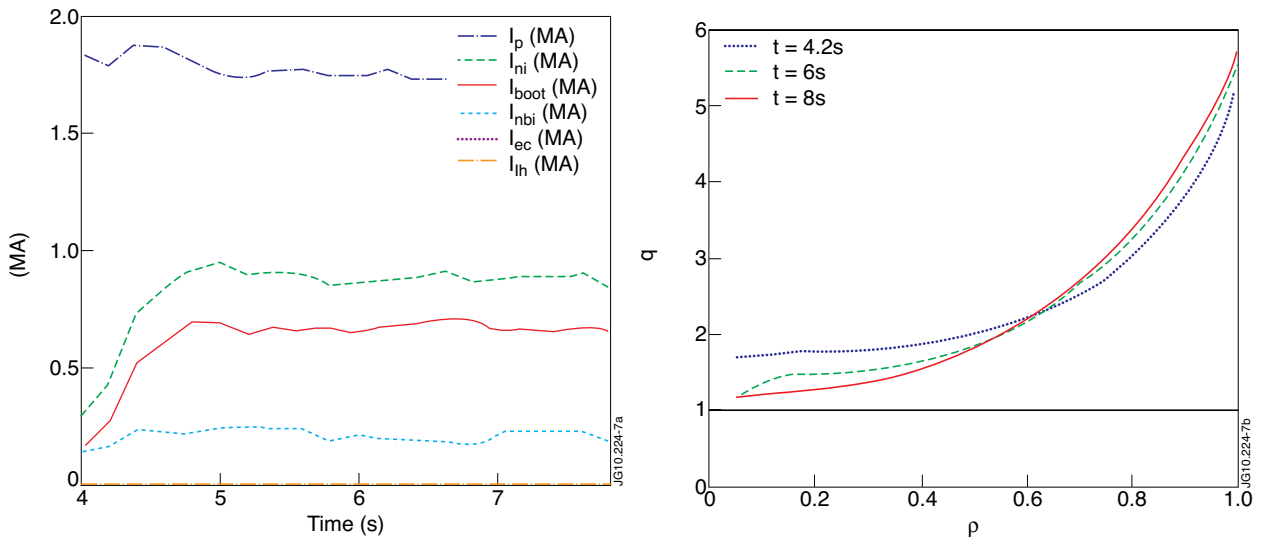 2.0
1.5
1.0
0.5
0
(MA)
4
5
6
7
Time (s)
I_p (MA)
I_ni (MA)
I_boot (MA)
I_nbi (MA)
I_ec (MA)
I_lh (MA)
JG10.224-7a
6
5
4
3
2
1
0
q
0
0.2
0.4
0.6
0.8
1.0
ρ
t = 4.2s
t = 6s
t = 8s
JG10.224-7b